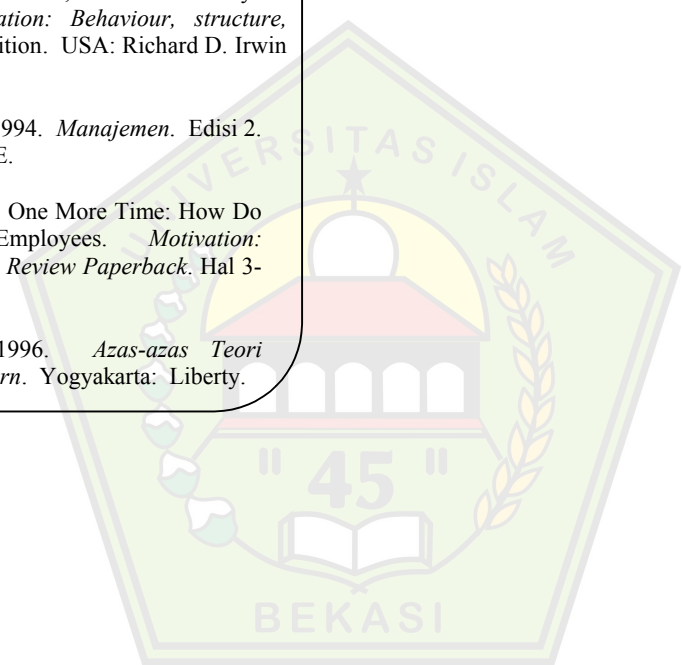 ation: Behaviour, structure,
ition. USA: Richard D. Irwin
994. Manajemen. Edisi 2.
E.
One More Time: How Do
Employees. Motivation:
Review Paperback. Hal 3-
1996. Azas-azas Teori
rn. Yogyakarta: Liberty.
UNIVERSITAS ISLAM
" 45 "
BEKASI